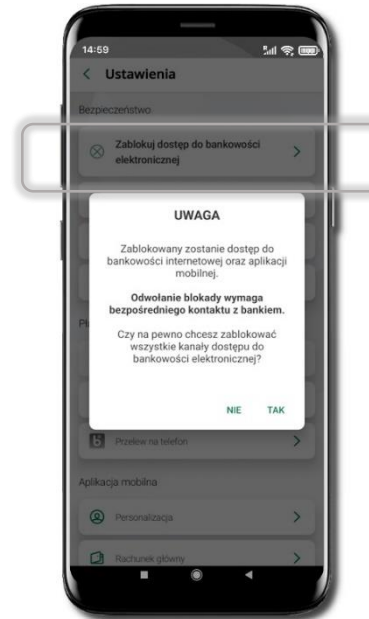 14:59
Ustawienia
Bezpieczeństwo
Zablokuj dostęp do bankowości
elektronicznej
UWAGA
Zablokowany zostanie dostęp do
bankowości internetowej oraz aplikacji
mobilnej.
Odwołanie blokady wymaga
bezpośredniego kontaktu z bankiem.
Czy na pewno chcesz zablokować
wszystkie kanały dostępu do
bankowości elektronicznej?
NIE TAK
Przelew na telefon
Aplikacja mobilna
Personalizacja
Rachunek główny